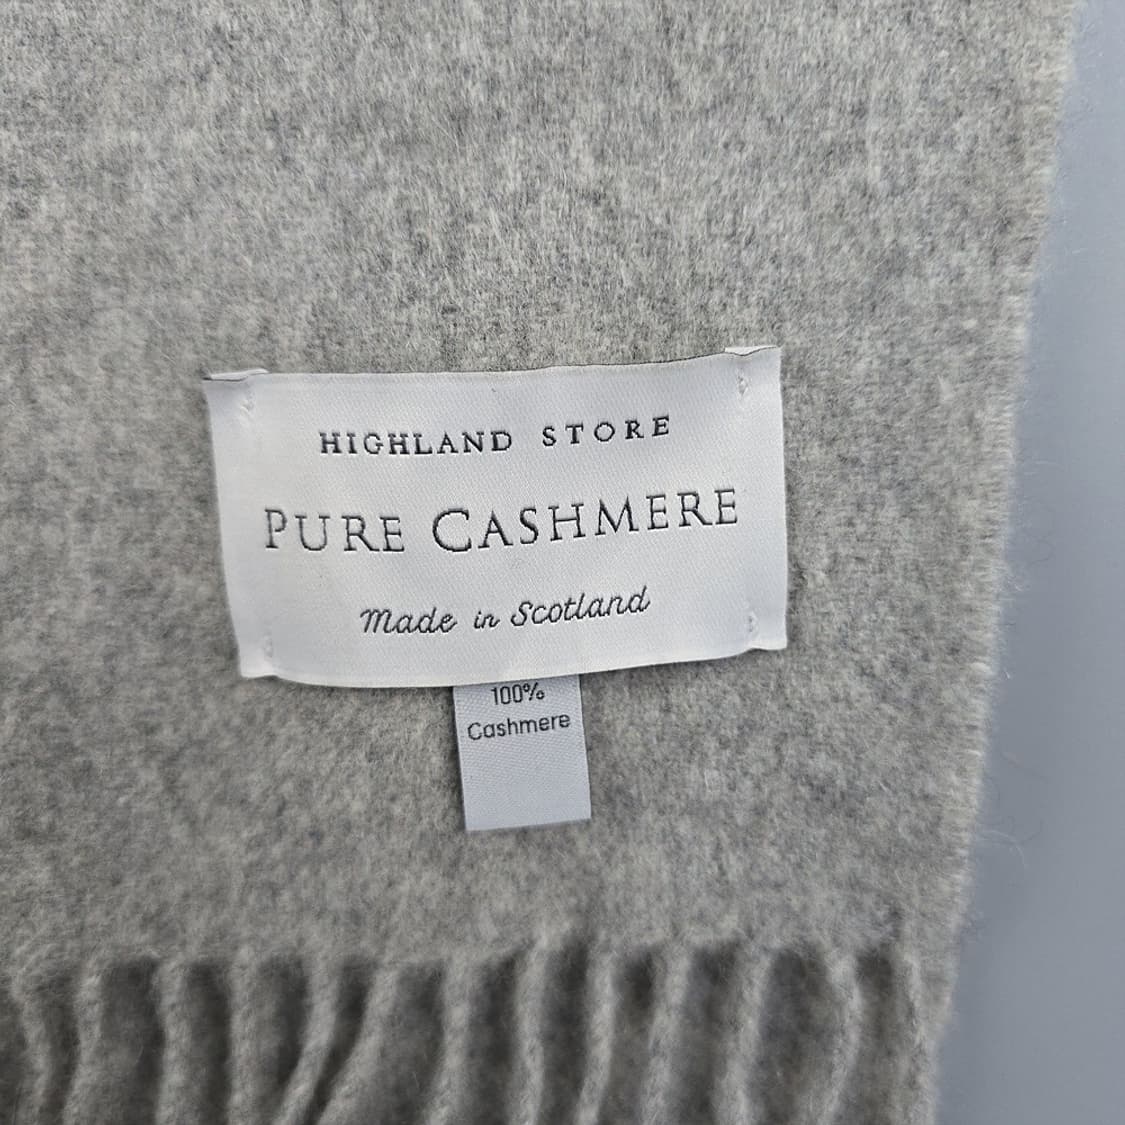 HIGHLAND STORE
PURE CASHMERE
Made in Scotland
100%
Cashmere